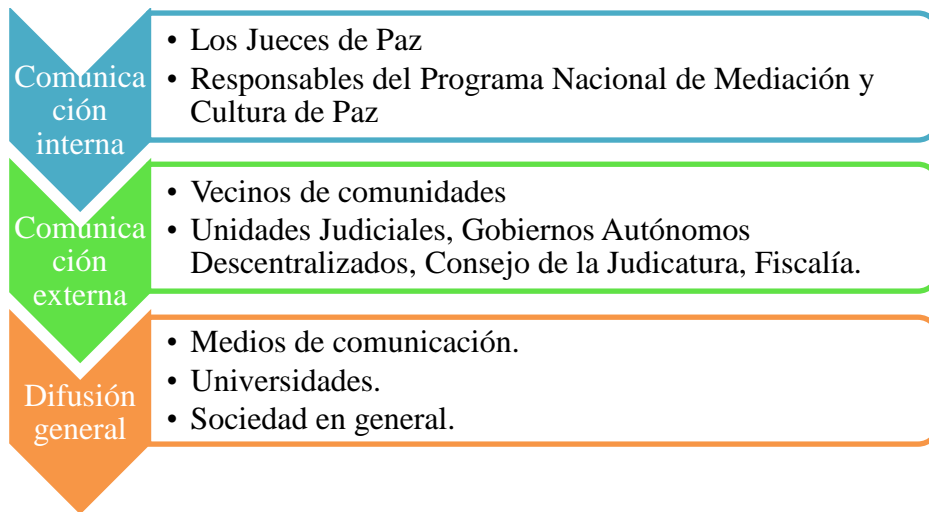 Comunica
ción
interna
• Los Jueces de Paz
• Responsables del Programa Nacional de Mediación y
Cultura de Paz
Comunica
ción
externa
• Vecinos de comunidades
• Unidades Judiciales, Gobiernos Autónomos
Descentralizados, Consejo de la Judicatura, Fiscalía.
Difusión
general
• Medios de comunicación.
• Universidades.
• Sociedad en general.